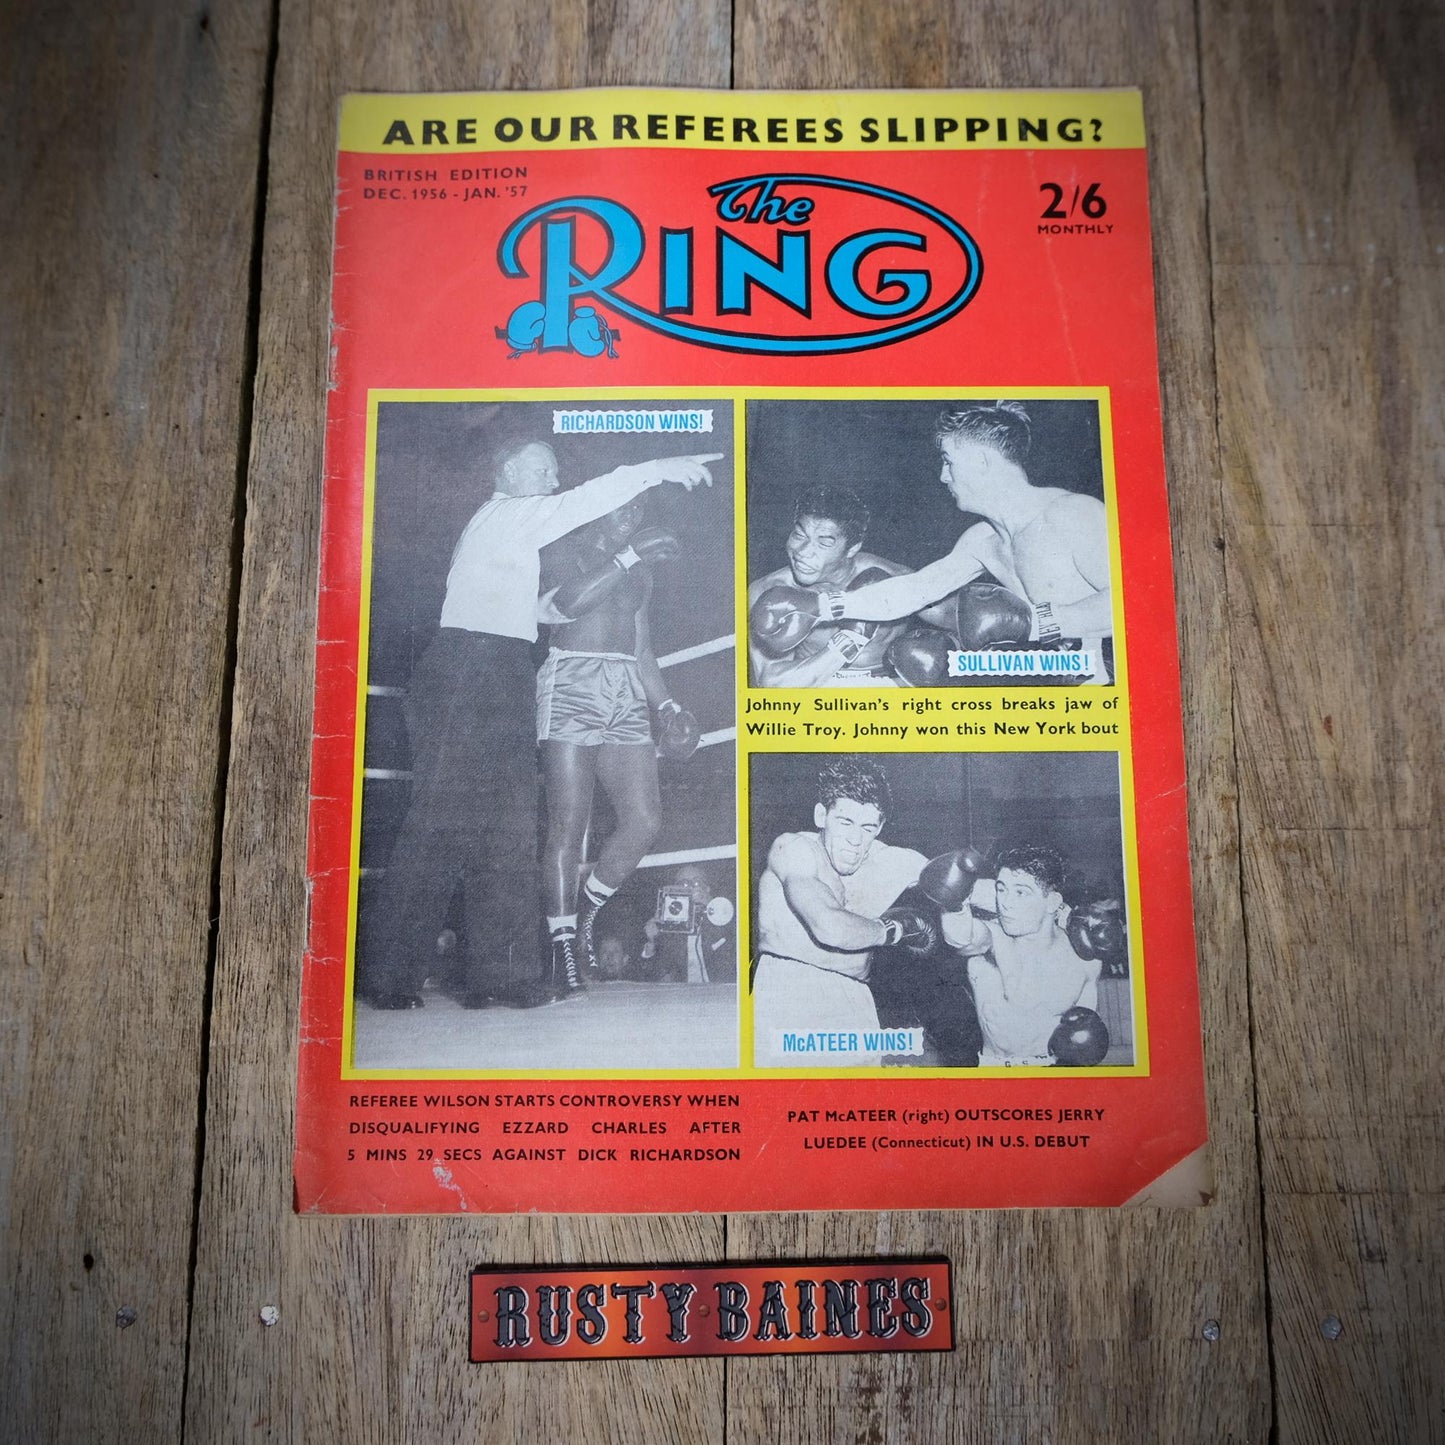 ARE OUR REFEREES SLIPPING?
BRITISH EDITION
DEC. 1956 - JAN. '57
The
RING
2/6
MONTHLY
RICHARDSON WINS!
SULLIVAN WINS!
Johnny Sullivan's right cross breaks jaw of
Willie Troy. Johnny won this New York bout
McATEER WINS!
REFEREE WILSON STARTS CONTROVERSY WHEN
DISQUALIFYING EZZARD CHARLES AFTER
5 MINS 29 SECS AGAINST DICK RICHARDSON
PAT McATEER (right) OUTSCORES JERRY
LUEDEE (Connecticut) IN U.S. DEBUT
RUSTY BAINES